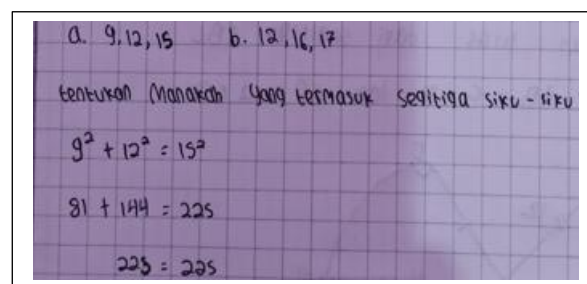 a. 9, 12, 15 b. 12, 16, 17
tentukan Manakah yang termasuk segitiga siku - siku
9² + 12² = 15²
81 + 144 = 225
225 = 225